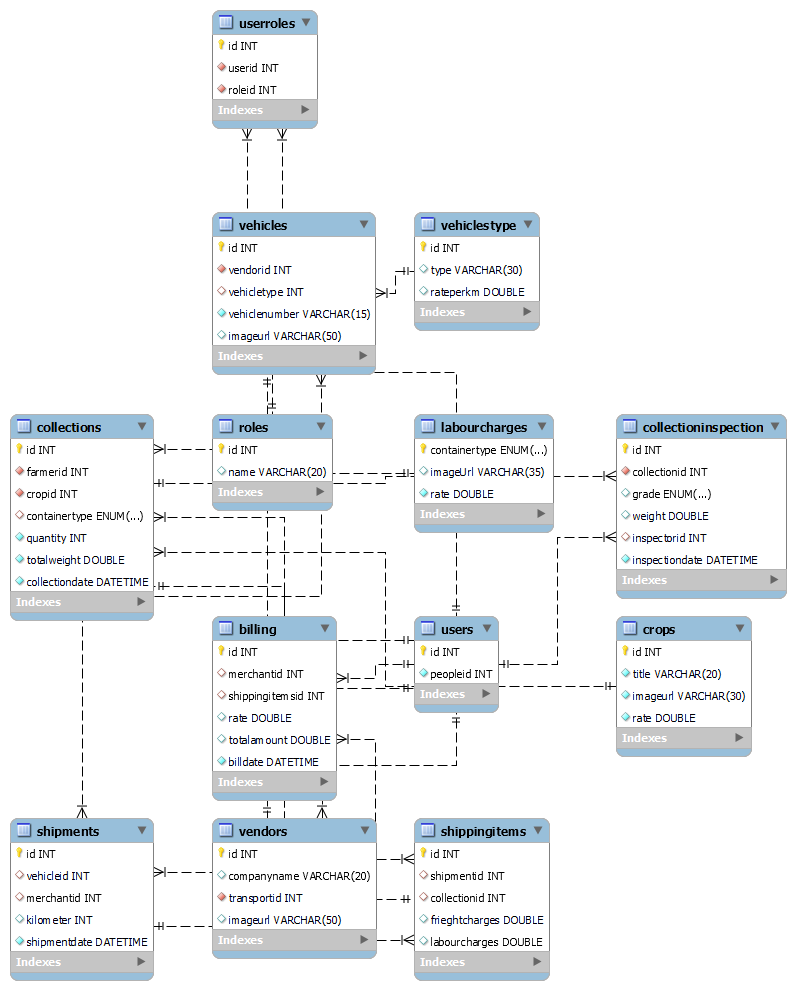 userroles
id INT
userid INT
roleid INT
Indexes
vehicles
id INT
vendorid INT
vehicletype INT
vehiclenumber VARCHAR(15)
imageurl VARCHAR(50)
Indexes
vehiclestype
id INT
type VARCHAR(30)
rateperkm DOUBLE
Indexes
collections
id INT
farmerid INT
cropid INT
containertype ENUM(...)
quantity INT
totalweight DOUBLE
collectiondate DATETIME
Indexes
roles
id INT
name VARCHAR(20)
Indexes
labourcharges
containertype ENUM(...)
imageUrl VARCHAR(35)
rate DOUBLE
Indexes
collectioninspection
id INT
collectionid INT
grade ENUM(...)
weight DOUBLE
inspectorid INT
inspectiondate DATETIME
Indexes
billing
id INT
merchantid INT
shippingitemsid INT
rate DOUBLE
totalamount DOUBLE
billdate DATETIME
Indexes
users
id INT
peopleid INT
Indexes
crops
id INT
title VARCHAR(20)
imageurl VARCHAR(30)
rate DOUBLE
Indexes
shipments
id INT
vehicleid INT
merchantid INT
kilometer INT
shipmentdate DATETIME
Indexes
vendors
id INT
companyname VARCHAR(20)
transportid INT
imageurl VARCHAR(50)
Indexes
shippingitems
id INT
shipmentid INT
collectionid INT
frieghtcharges DOUBLE
labourcharges DOUBLE
Indexes